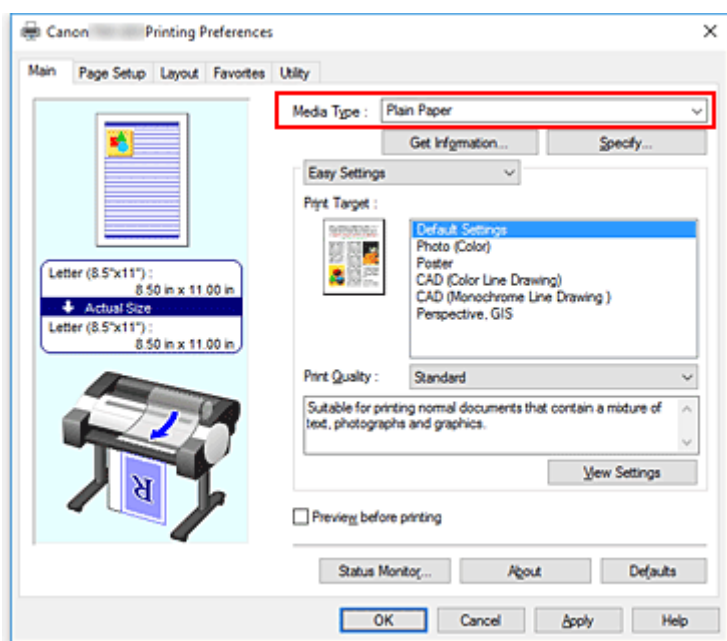 Canon Printing Preferences
Main Page Setup Layout Favorites Utility
Media Type : Plain Paper
Get Information... Specify...
Easy Settings
Print Target :
Default Settings
Photo (Color)
Poster
CAD (Color Line Drawing)
CAD (Monochrome Line Drawing )
Perspective, GIS
Letter (8.5"x11") :
8.50 in x 11.00 in
Actual Size
Letter (8.5"x11") :
8.50 in x 11.00 in
R
Print Quality : Standard
Suitable for printing normal documents that contain a mixture of
text, photographs and graphics.
View Settings
Preview before printing
Status Monitor... About Defaults
OK Cancel Apply Help